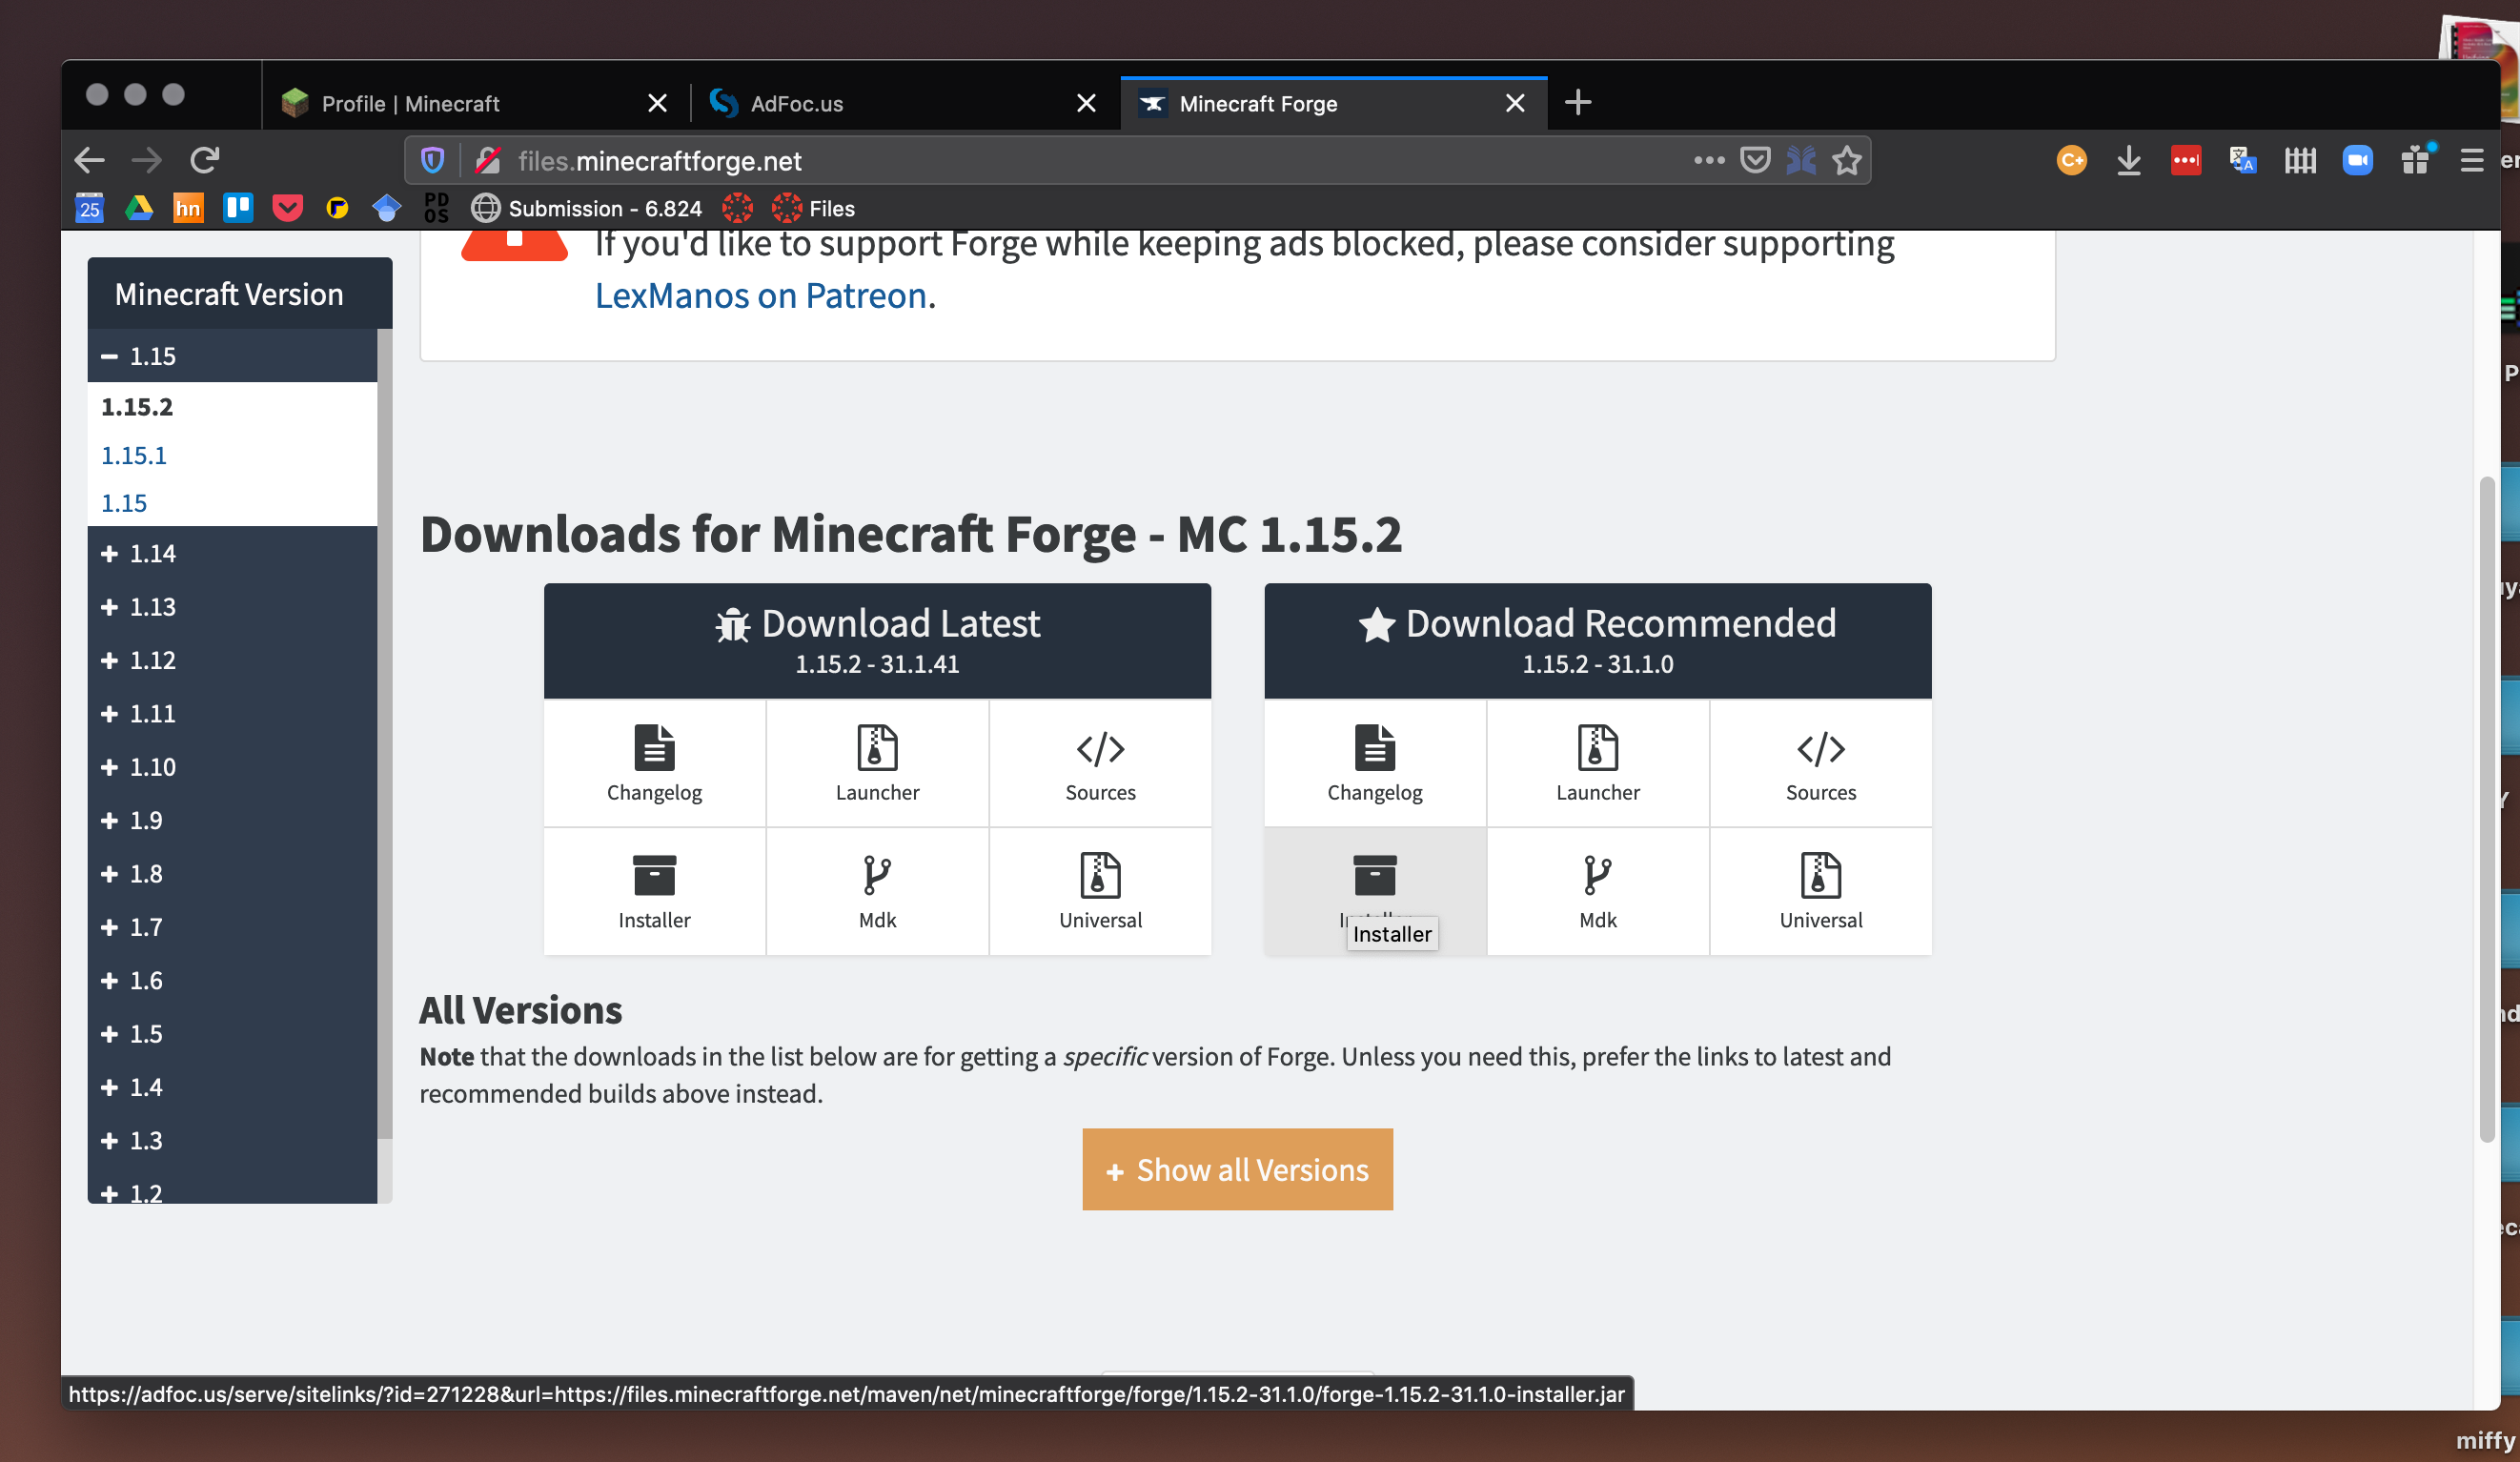 Profile | Minecraft
AdFoc.us
Minecraft Forge
files.minecraftforge.net
C+
25
hn
PD
OS
Submission - 6.824
Files
If you'd like to support Forge while keeping ads blocked, please consider supporting
LexManos on Patreon.
Minecraft Version
1.15
1.15.2
1.15.1
1.15
1.14
1.13
1.12
1.11
1.10
1.9
1.8
1.7
1.6
1.5
1.4
1.3
1.2
Downloads for Minecraft Forge - MC 1.15.2
Download Latest
1.15.2 - 31.1.41
Changelog
Launcher
Sources
Installer
Mdk
Universal
Download Recommended
1.15.2 - 31.1.0
Changelog
Launcher
Sources
Installer
Mdk
Universal
All Versions
Note that the downloads in the list below are for getting a specific version of Forge. Unless you need this, prefer the links to latest and
recommended builds above instead.
+ Show all Versions
https://adfoc.us/serve/sitelinks/?id=271228&url=https://files.minecraftforge.net/maven/net/minecraftforge/forge/1.15.2-31.1.0/forge-1.15.2-31.1.0-installer.jar
miffy